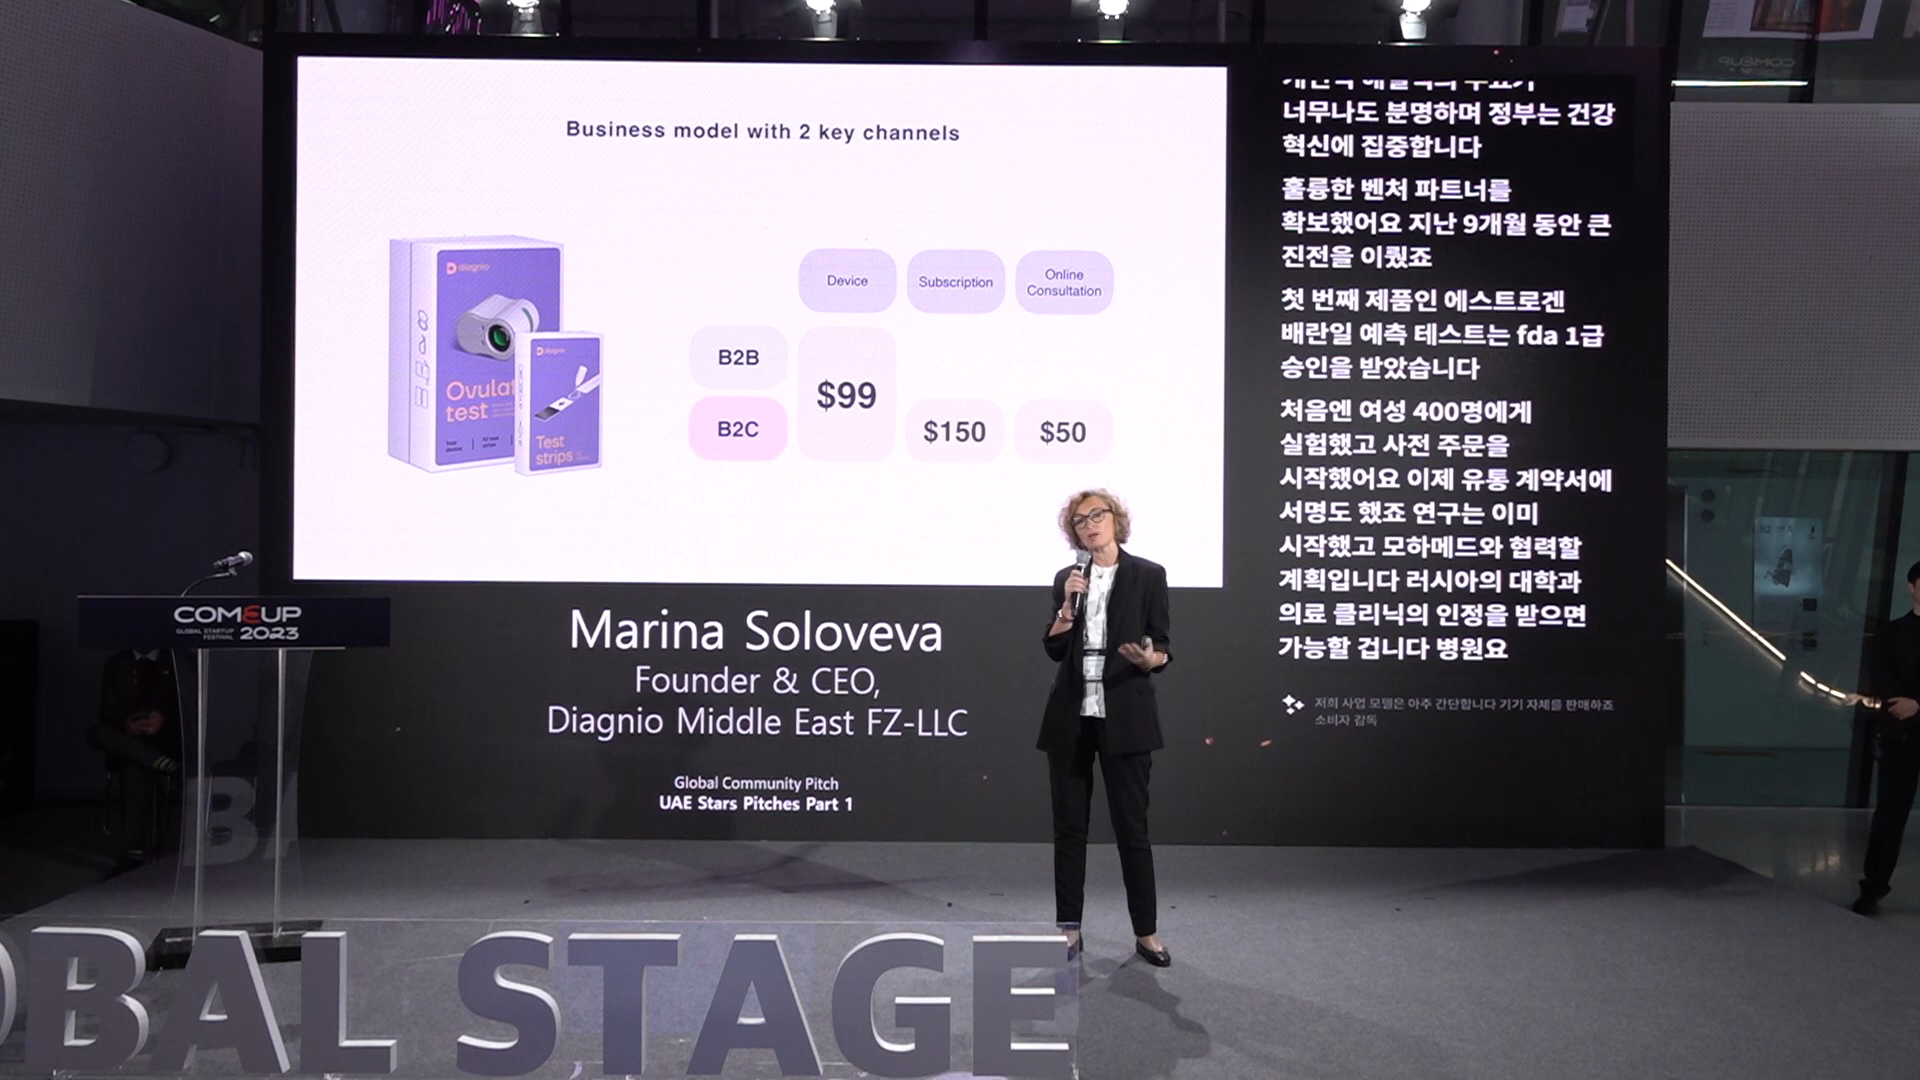 Business model with 2 key channels
diagnio
Ovulat
test
diagnio
Test
strips
Device
Subscription
Online
Consultation
B2B
B2C
$99
$150
$50
너무나도 분명하며 정부는 건강
혁신에 집중합니다
훌륭한 벤처 파트너를
확보했어요 지난 9개월 동안 큰
진전을 이뤘죠
첫 번째 제품인 에스트로겐
배란일 예측 테스트는 fda 1급
승인을 받았습니다
처음엔 여성 400명에게
실험했고 사전 주문을
시작했어요 이제 유통 계약서에
서명도 했죠 연구는 이미
시작했고 모하메드와 협력할
계획입니다 러시아의 대학과
의료 클리닉의 인정을 받으면
가능할 겁니다 병원요
저희 사업 모델은 아주 간단합니다 기기 자체를 판매하죠
소비자 감독
COMEUP
GLOBAL STARTUP
FESTIVAL
2023
Marina Soloveva
Founder & CEO,
Diagnio Middle East FZ-LLC
Global Community Pitch
UAE Stars Pitches Part 1
OBAL STAGE